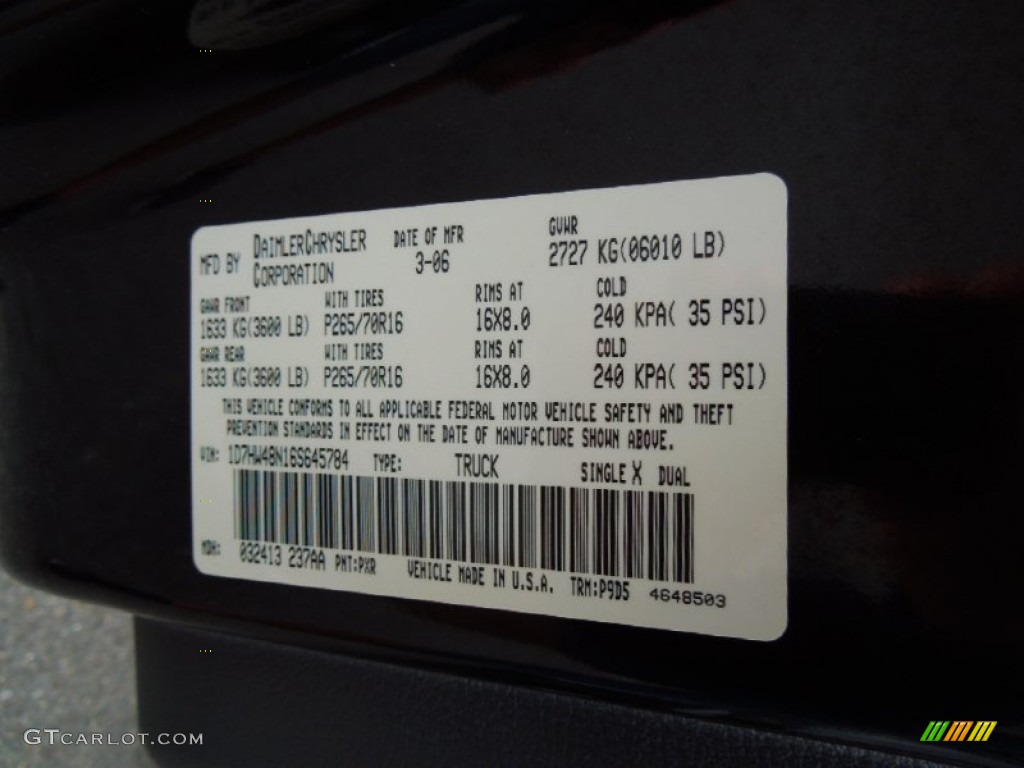 MFD BY DAIMLERCHRYSLER CORPORATION DATE OF MFR 3-06 GVWR 2727 KG(06010 LB)
GAWR FRONT WITH TIRES RIMS AT COLD
1633 KG(3600 LB) P265/70R16 16X8.0 240 KPA( 35 PSI)
GAWR REAR WITH TIRES RIMS AT COLD
1633 KG(3600 LB) P265/70R16 16X8.0 240 KPA( 35 PSI)
THIS VEHICLE CONFORMS TO ALL APPLICABLE FEDERAL MOTOR VEHICLE SAFETY AND THEFT
PREVENTION STANDARDS IN EFFECT ON THE DATE OF MANUFACTURE SHOWN ABOVE.
VIN: 1D7HW48N16S645784 TYPE: TRUCK SINGLE X DUAL
MDH: 032413 237AA PNT:PXR VEHICLE MADE IN U.S.A. TRM:P9D5 4648503
GTCARLOT.COM